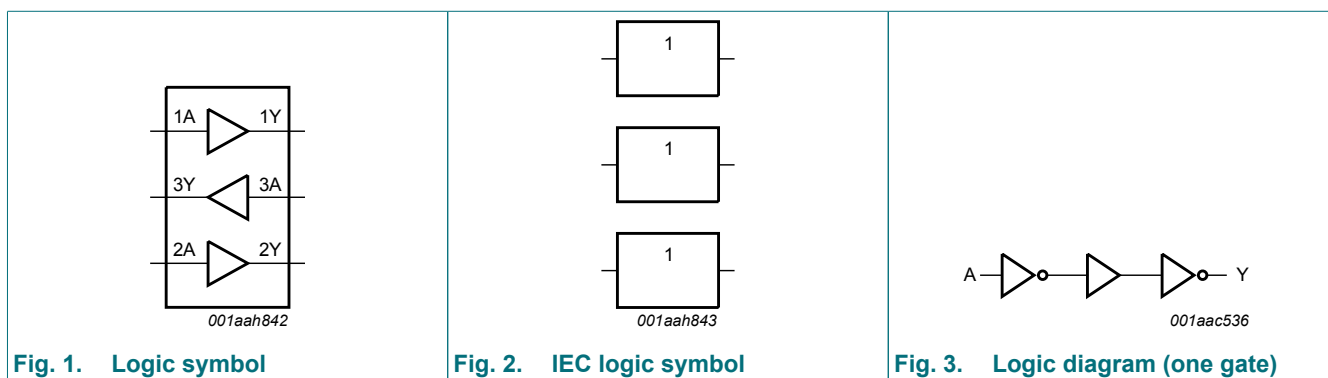 1A 1Y
3Y 3A
2A 2Y
001aah842
Fig. 1. Logic symbol
1
1
1
001aah843
Fig. 2. IEC logic symbol
A Y
001aac536
Fig. 3. Logic diagram (one gate)